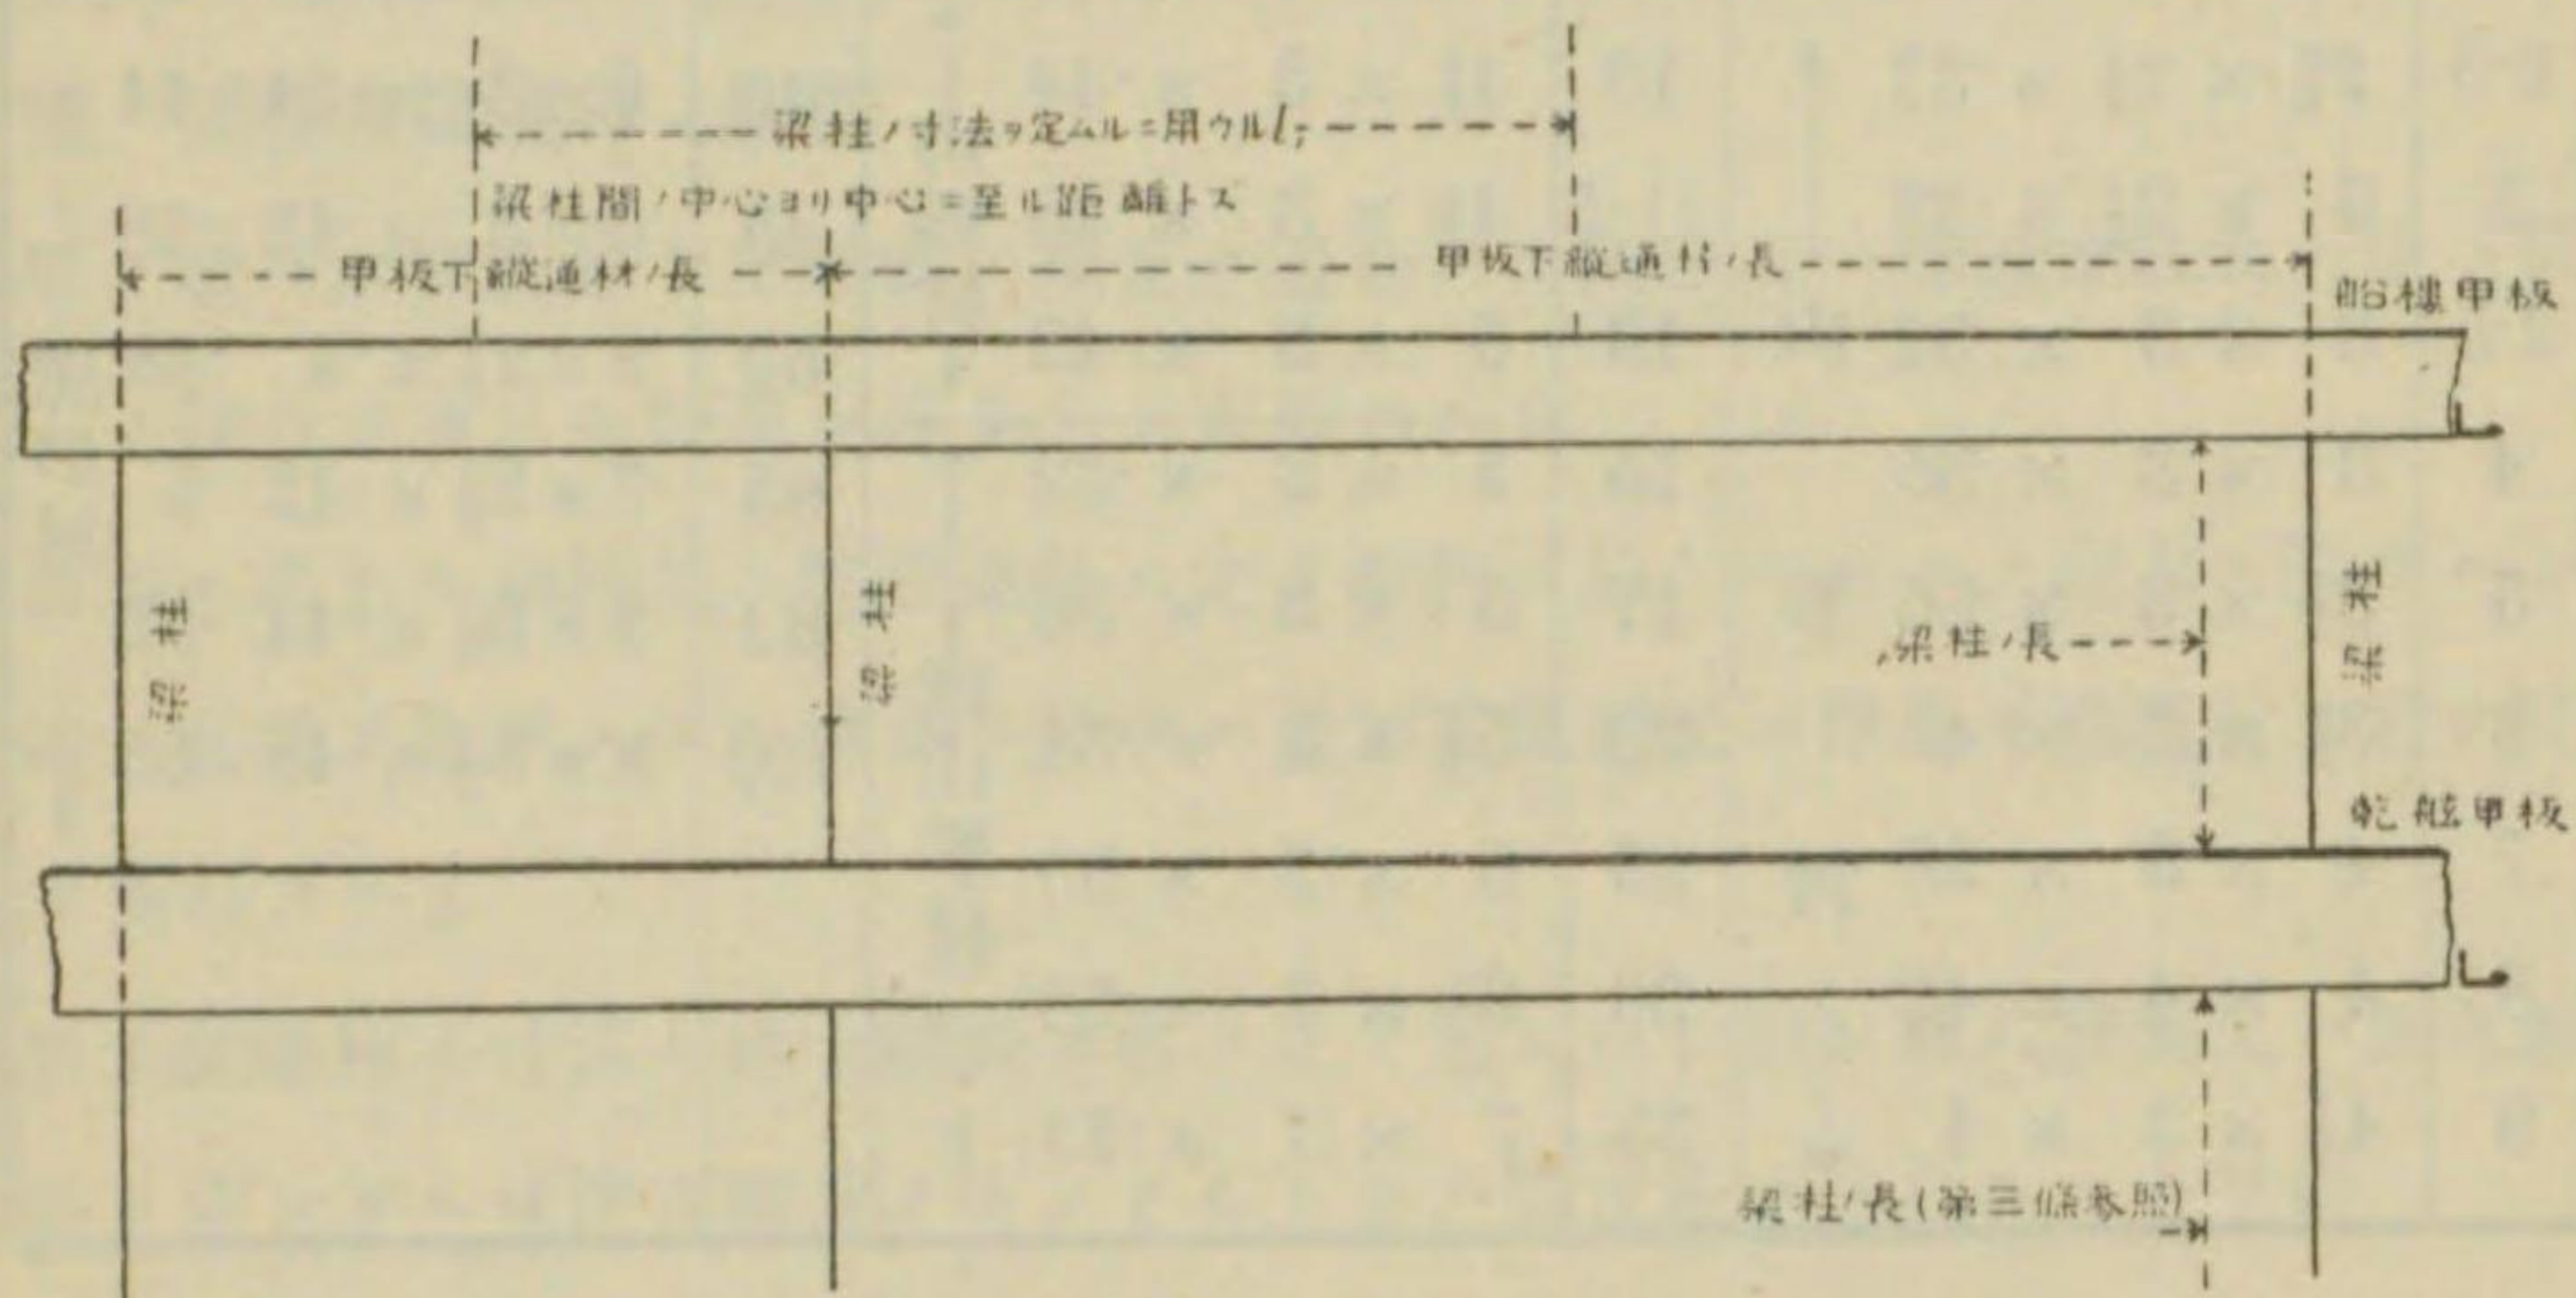 梁柱ノ寸法ヲ定ムルニ用ウルl;
梁柱間ノ中心ヨリ中心ニ至ル距離トス
甲板下縱通材ノ長
甲板下縱通材ノ長
船樓甲板
梁柱
梁柱
梁柱ノ長
梁柱
乾舷甲板
梁柱ノ長(第三條參照)